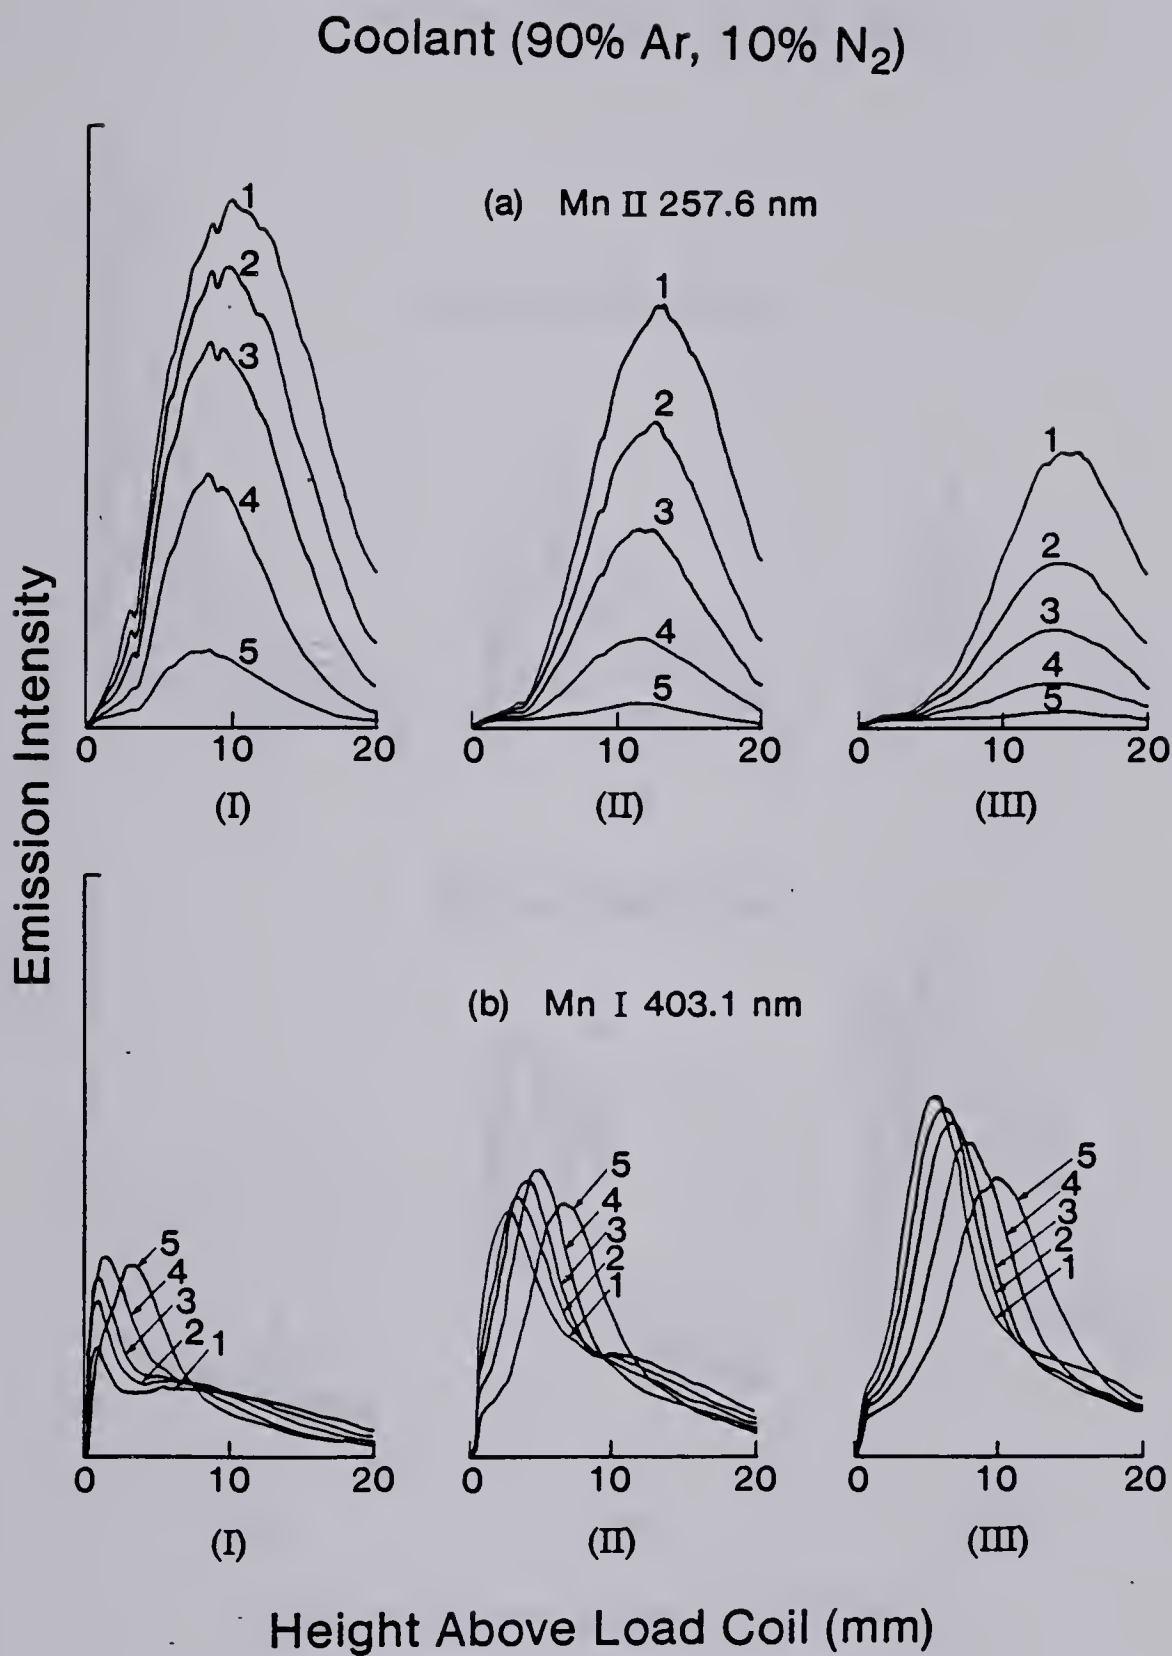 Coolant (90% Ar, 10% N₂)
(a) Mn II 257.6 nm
1
2
3
4
5
0 10 20
(I)
1
2
3
4
5
0 10 20
(II)
1
2
3
4
5
0 10 20
(III)
Emission Intensity
(b) Mn I 403.1 nm
5
4
3
2 1
0 10 20
(I)
5
4
3
2
1
0 10 20
(II)
5
4
3
2
1
0 10 20
(III)
Height Above Load Coil (mm)